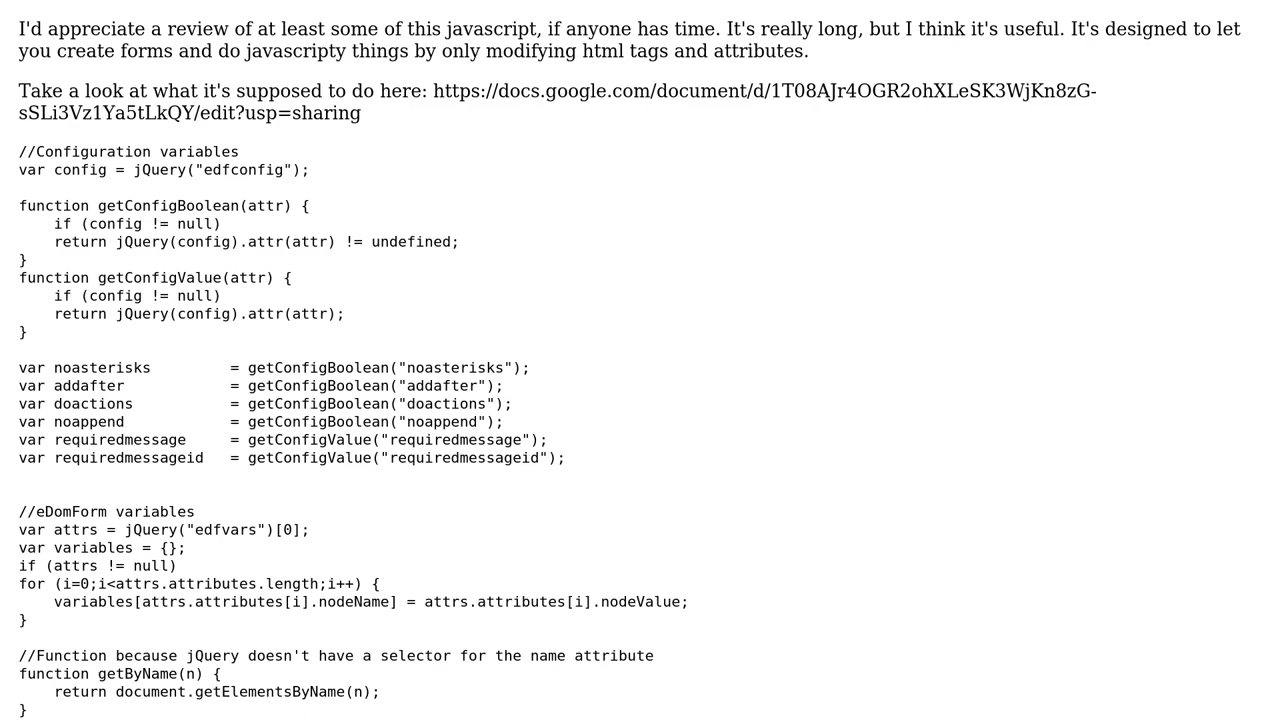 I'd appreciate a review of at least some of this javascript, if anyone has time. It's really long, but I think it's useful. It's designed to let
you create forms and do javascripty things by only modifying html tags and attributes.
Take a look at what it's supposed to do here: https://docs.google.com/document/d/1T08AJr4OGR2ohXLeSK3WjKn8zG-
sSLi3Vz1Ya5tLkQY/edit?usp=sharing
//Configuration variables
var config = jQuery("edfconfig");
function getConfigBoolean(attr) {
    if (config != null)
    return jQuery(config).attr(attr) != undefined;
}
function getConfigValue(attr) {
    if (config != null)
    return jQuery(config).attr(attr);
}
var noasterisks         = getConfigBoolean("noasterisks");
var addafter            = getConfigBoolean("addafter");
var doactions           = getConfigBoolean("doactions");
var noappend            = getConfigBoolean("noappend");
var requiredmessage     = getConfigValue("requiredmessage");
var requiredmessageid   = getConfigValue("requiredmessageid");
//eDomForm variables
var attrs = jQuery("edfvars")[0];
var variables = {};
if (attrs != null)
for (i=0;i<attrs.attributes.length;i++) {
    variables[attrs.attributes[i].nodeName] = attrs.attributes[i].nodeValue;
}
//Function because jQuery doesn't have a selector for the name attribute
function getByName(n) {
    return document.getElementsByName(n);
}